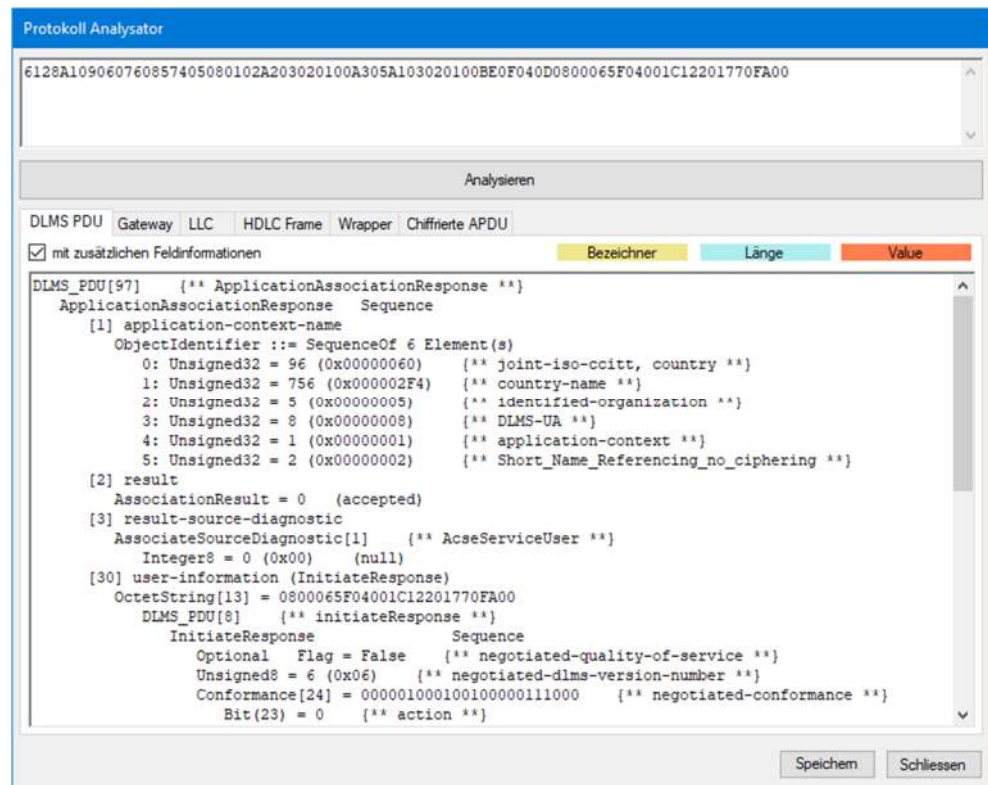 Protokoll Analysator
6128A109060760857405080102A203020100A305A103020100BE0F040D0800065F04001C12201770FA00
Analysieren
DLMS PDU Gateway LLC HDLC Frame Wrapper Chiffrierte APDU
mit zusätzlichen Feldinformationen Bezeichner Länge Value
DLMS_PDU[97] {** ApplicationAssociationResponse **}
ApplicationAssociationResponse Sequence
[1] application-context-name
ObjectIdentifier ::= SequenceOf 6 Element(s)
0: Unsigned32 = 96 (0x00000060) {** joint-iso-ccitt, country **}
1: Unsigned32 = 756 (0x000002F4) {** country-name **}
2: Unsigned32 = 5 (0x00000005) {** identified-organization **}
3: Unsigned32 = 8 (0x00000008) {** DLMS-UA **}
4: Unsigned32 = 1 (0x00000001) {** application-context **}
5: Unsigned32 = 2 (0x00000002) {** Short_Name_Referencing_no_ciphering **}
[2] result
AssociationResult = 0 (accepted)
[3] result-source-diagnostic
AssociateSourceDiagnostic[1] {** AcseServiceUser **}
Integer8 = 0 (0x00) (null)
[30] user-information (InitiateResponse)
OctetString[13] = 0800065F04001C12201770FA00
DLMS_PDU[8] {** initiateResponse **}
InitiateResponse Sequence
Optional Flag = False {** negotiated-quality-of-service **}
Unsigned8 = 6 (0x06) {** negotiated-dlms-version-number **}
Conformance[24] = 000001000100100000111000 {** negotiated-conformance **}
Bit(23) = 0 {** action **}
Speichern Schliessen